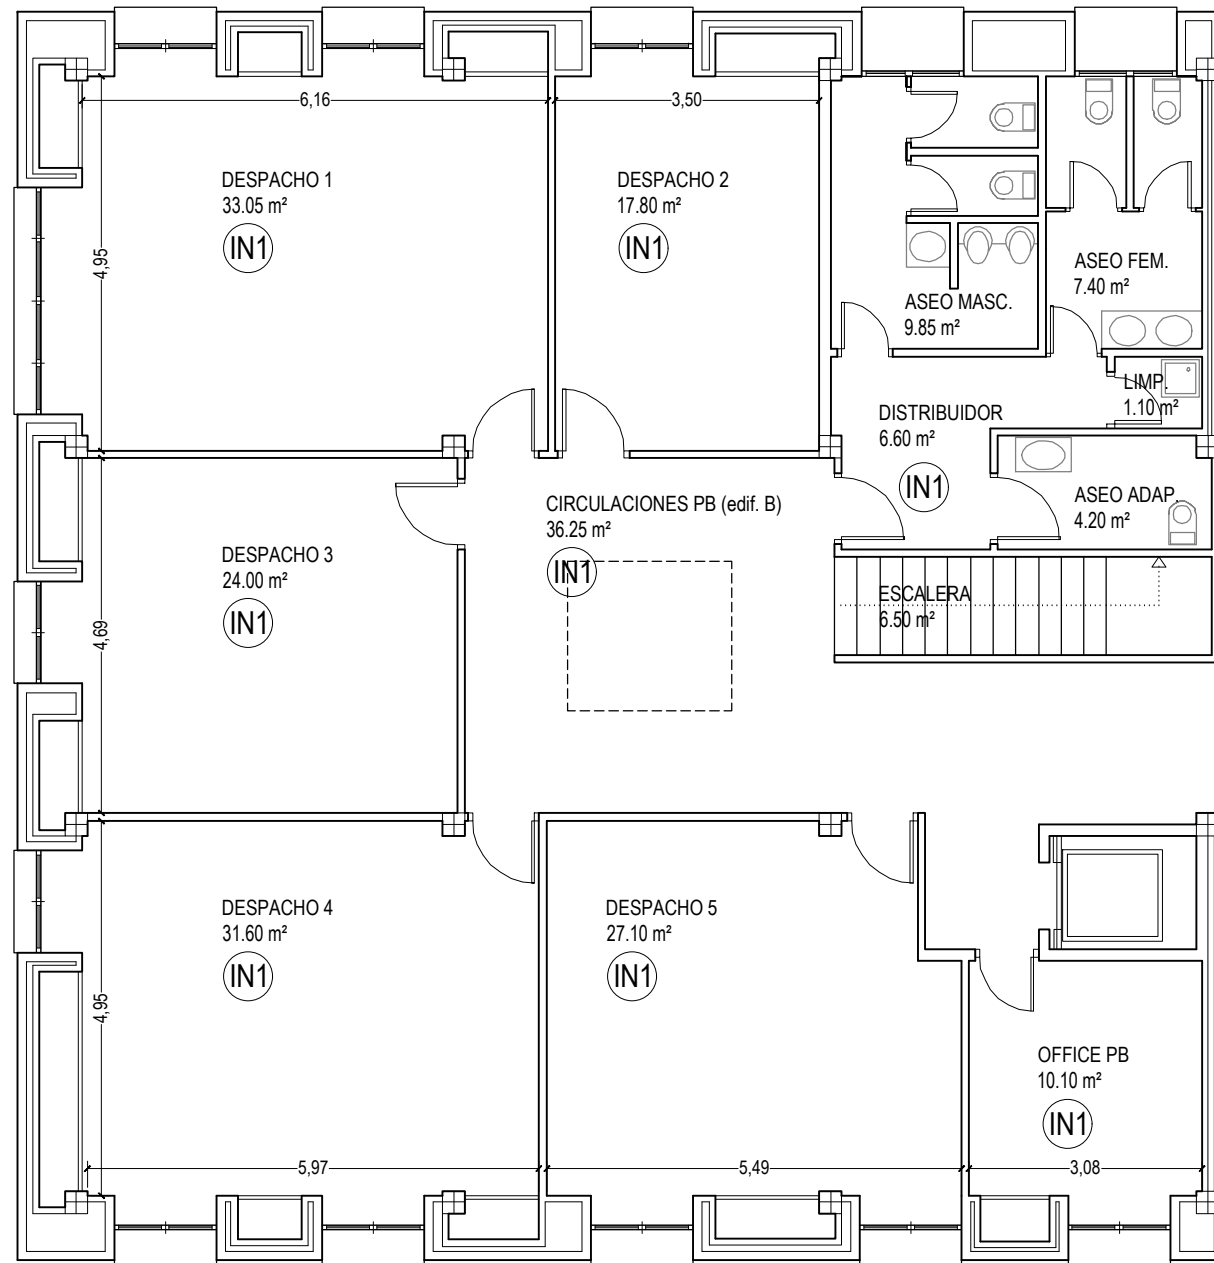 6,16
3,50
DESPACHO 1
33.05 m²
IN1
DESPACHO 2
17.80 m²
IN1
4,95
ASEO FEM.
7.40 m²
ASEO MASC.
9.85 m²
LIMP.
1.10 m²
DISTRIBUIDOR
6.60 m²
IN1
ASEO ADAP.
4.20 m²
CIRCULACIONES PB (edif. B)
36.25 m²
IN1
DESPACHO 3
24.00 m²
IN1
4,69
ESCALERA
6.50 m²
DESPACHO 4
31.60 m²
IN1
DESPACHO 5
27.10 m²
IN1
4,95
OFFICE PB
10.10 m²
IN1
5,97
5,49
3,08